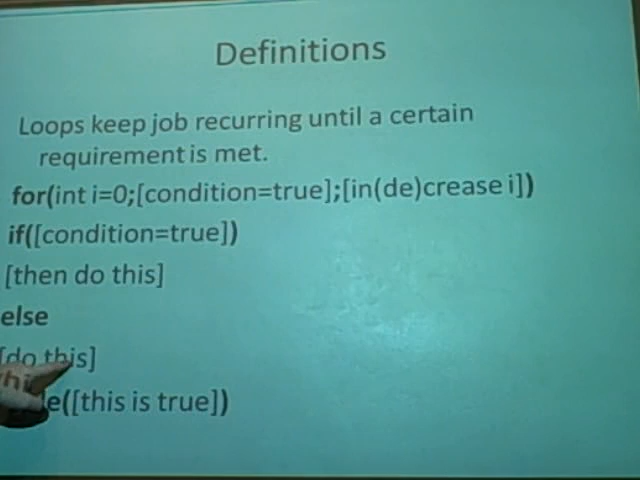 Definitions
Loops keep job recurring until a certain
requirement is met.
for(int i=0;[condition=true];[in(de)crease i])
if([condition=true])
[then do this]
else
[do this]
while([this is true])